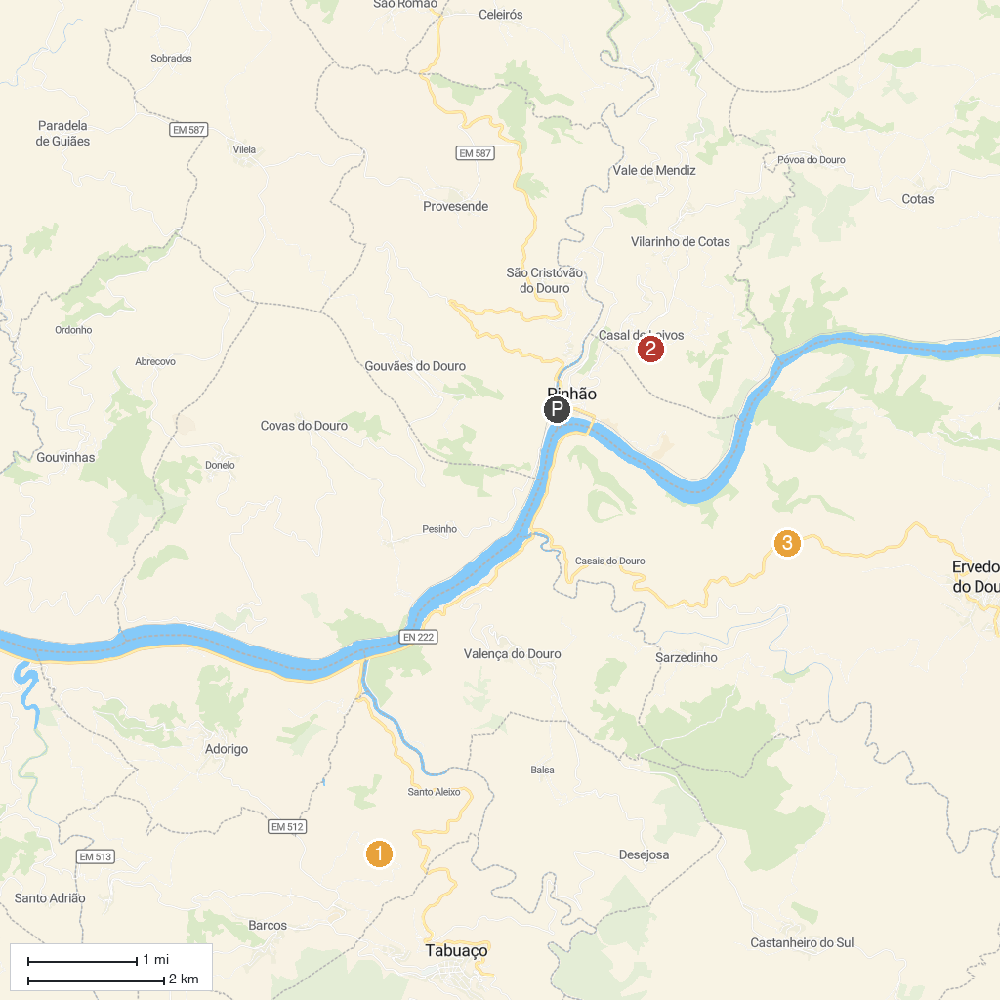 São Romão
Celeirós
Sobrados
Paradela
de Guiães
EM 587
Vilela
EM 587
Vale de Mendiz
Póvoa do Douro
Cotas
Provesende
Vilarinho de Cotas
São Cristóvão
do Douro
Ordonho
Casal de Loivos
2
Abrecovo
Gouvães do Douro
Pinhão
P
Covas do Douro
Gouvinhas
Donelo
Pesinho
3
Casais do Douro
Ervedo
do Dou
EN 222
Valença do Douro
Sarzedinho
Adorigo
Balsa
Santo Aleixo
EM 512
1
EM 513
Desejosa
Santo Adrião
Barcos
Tabuaço
Castanheiro do Sul
1 mi
2 km